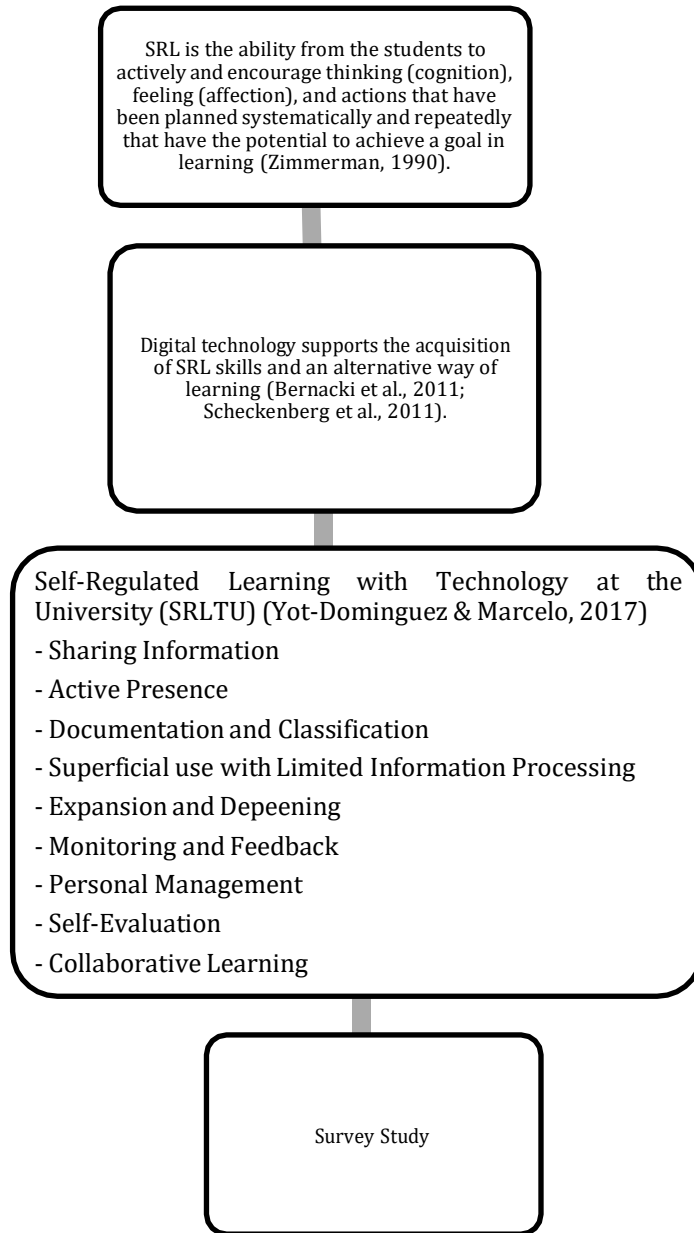 SRL is the ability from the students to
actively and encourage thinking (cognition),
feeling (affection), and actions that have
been planned systematically and repeatedly
that have the potential to achieve a goal in
learning (Zimmerman, 1990).
Digital technology supports the acquisition
of SRL skills and an alternative way of
learning (Bernacki et al., 2011;
Scheckenberg et al., 2011).
Self-Regulated Learning with Technology at the
University (SRLTU) (Yot-Dominguez & Marcelo, 2017)
- Sharing Information
- Active Presence
- Documentation and Classification
- Superficial use with Limited Information Processing
- Expansion and Depeening
- Monitoring and Feedback
- Personal Management
- Self-Evaluation
- Collaborative Learning
Survey Study